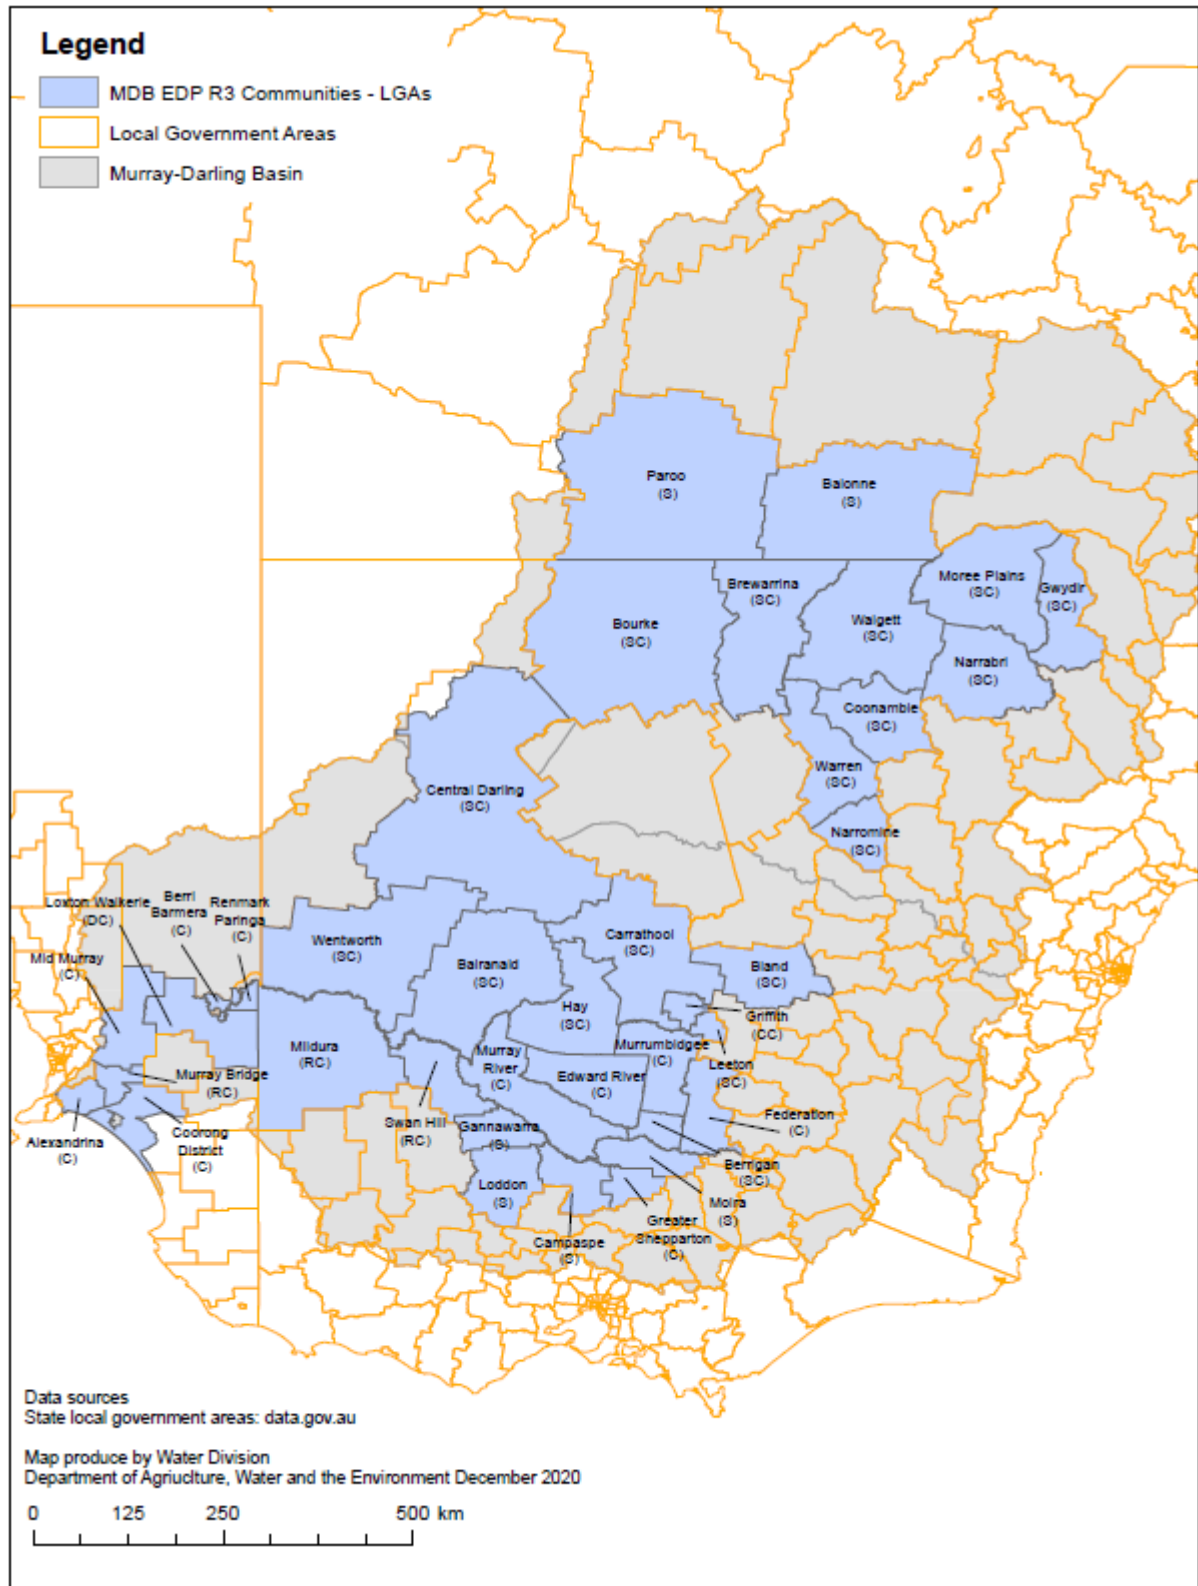 Legend
MDB EDP R3 Communities - LGAs
Local Government Areas
Murray-Darling Basin
Paroo
(S)
Balonne
(S)
Moree Plains
(SC)
Gwydir
(SC)
Brewarrina
(SC)
Bourke
(SC)
Walgett
(SC)
Narrabri
(SC)
Coonamble
(SC)
Warren
(SC)
Central Darling
(SC)
Narromine
(SC)
Loxton Waikerie
(DC)
Berri
Barmera
(C)
Renmark
Paringa
(C)
Mid Murray
(C)
Wentworth
(SC)
Carrathool
(SC)
Balranald
(SC)
Bland
(SC)
Hay
(SC)
Griffith
(CC)
Mildura
(RC)
Murray
River
(C)
Murrumbidgee
(C)
Leeton
(SC)
Edward River
(C)
Murray Bridge
(RC)
Swan Hill
(RC)
Gannawarra
(S)
Federation
(C)
Alexandrina
(C)
Coorong
District
(C)
Berrigan
(SC)
Loddon
(S)
Moira
(S)
Greater
Shepparton
(C)
Campaspe
(S)
Data sources
State local government areas: data.gov.au
Map produce by Water Division
Department of Agriuclture, Water and the Environment December 2020
0 125 250 500 km